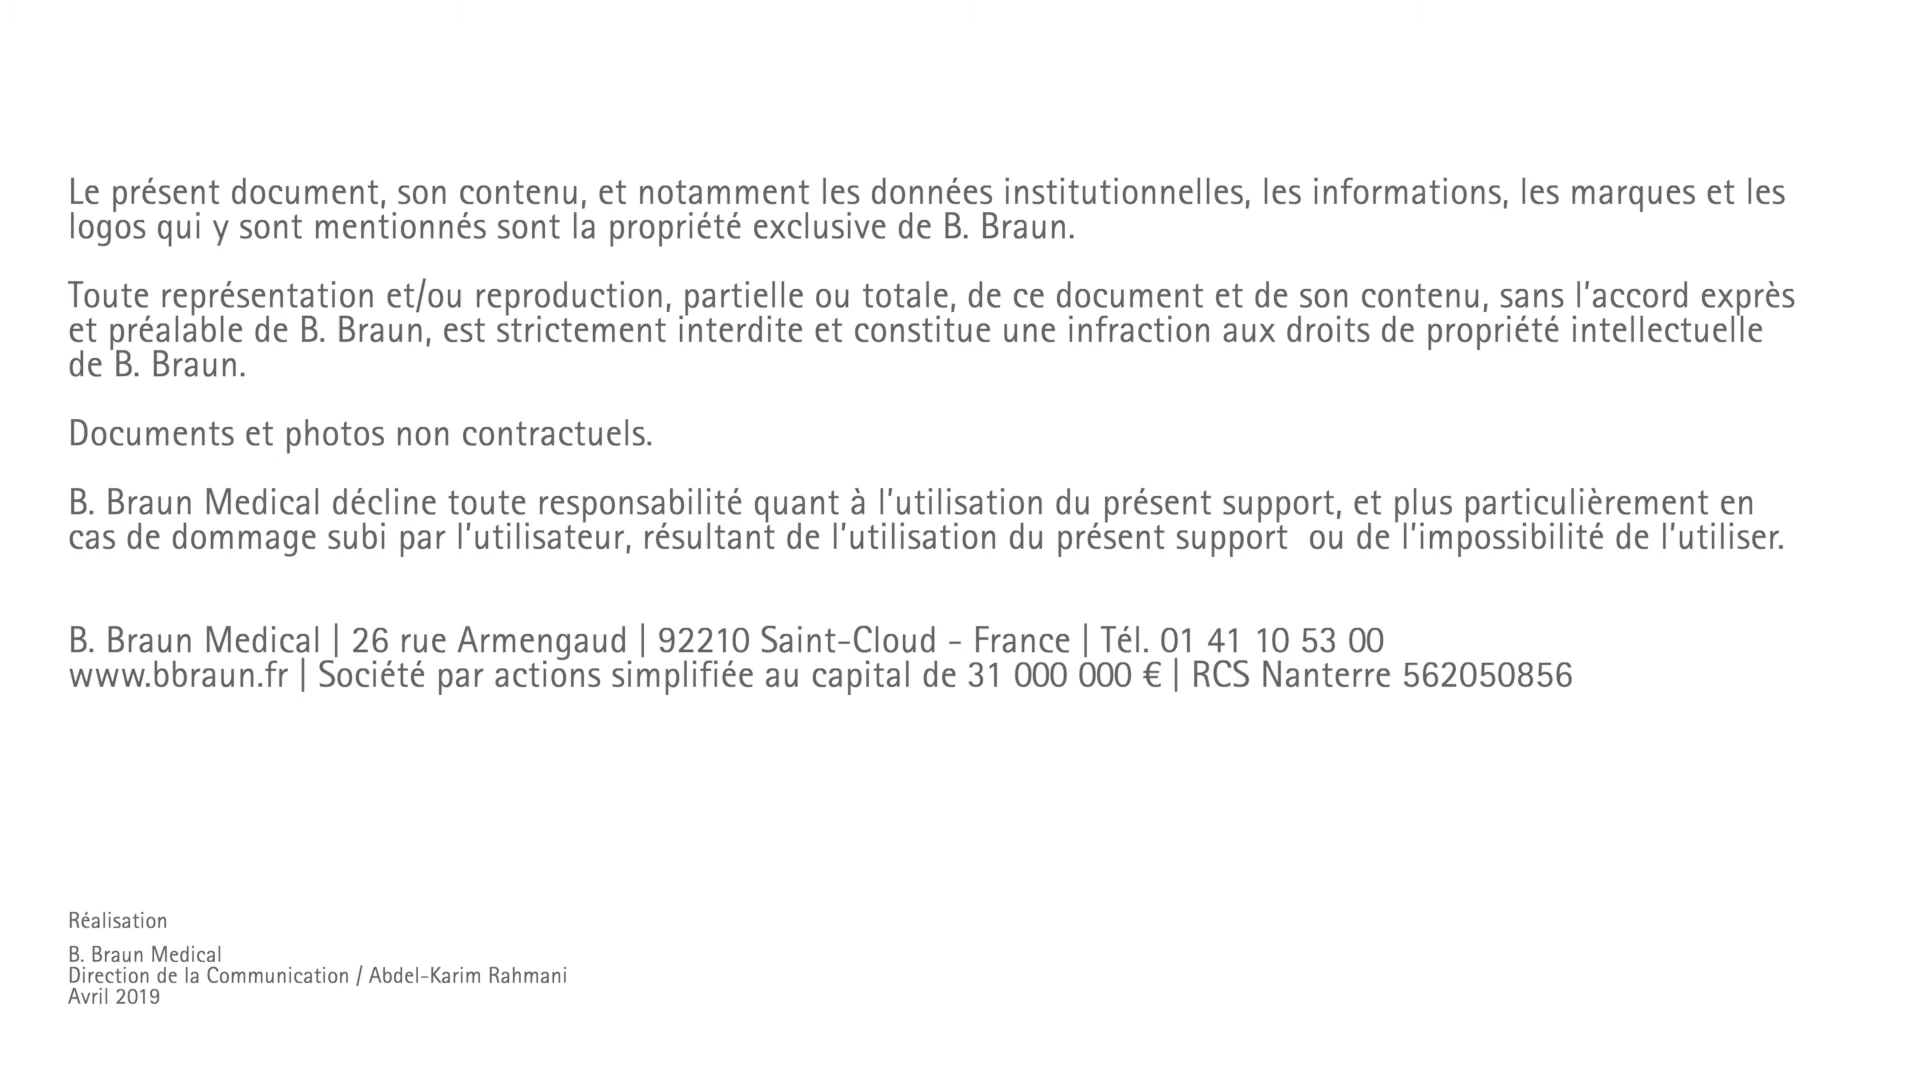 Le présent document, son contenu, et notamment les données institutionnelles, les informations, les marques et les
logos qui y sont mentionnés sont la propriété exclusive de B. Braun.
Toute représentation et/ou reproduction, partielle ou totale, de ce document et de son contenu, sans l’accord exprès
et préalable de B. Braun, est strictement interdite et constitue une infraction aux droits de propriété intellectuelle
de B. Braun.
Documents et photos non contractuels.
B. Braun Medical décline toute responsabilité quant à l’utilisation du présent support, et plus particulièrement en
cas de dommage subi par l’utilisateur, résultant de l’utilisation du présent support  ou de l’impossibilité de l’utiliser.
B. Braun Medical | 26 rue Armengaud | 92210 Saint-Cloud - France | Tél. 01 41 10 53 00
www.bbraun.fr | Société par actions simplifiée au capital de 31 000 000 € | RCS Nanterre 562050856
Réalisation
B. Braun Medical
Direction de la Communication / Abdel-Karim Rahmani
Avril 2019